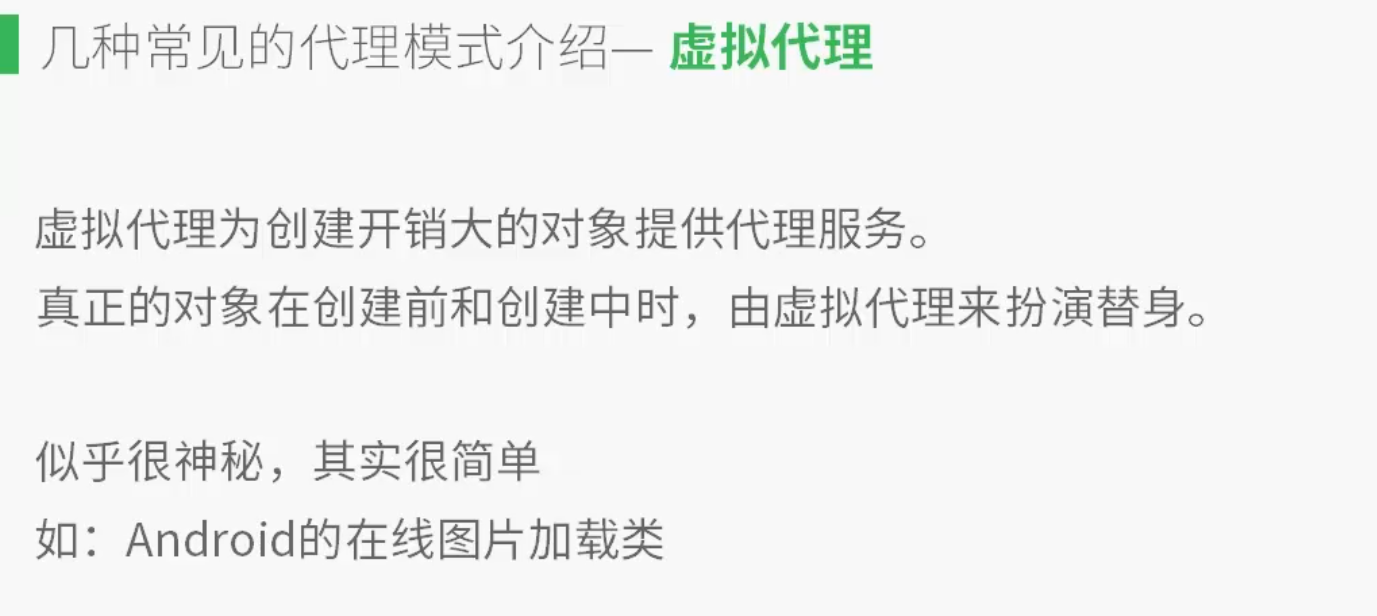 几种常见的代理模式介绍— 虚拟代理
虚拟代理为创建开销大的对象提供代理服务。
真正的对象在创建前和创建中时，由虚拟代理来扮演替身。
似乎很神秘，其实很简单
如：Android的在线图片加载类